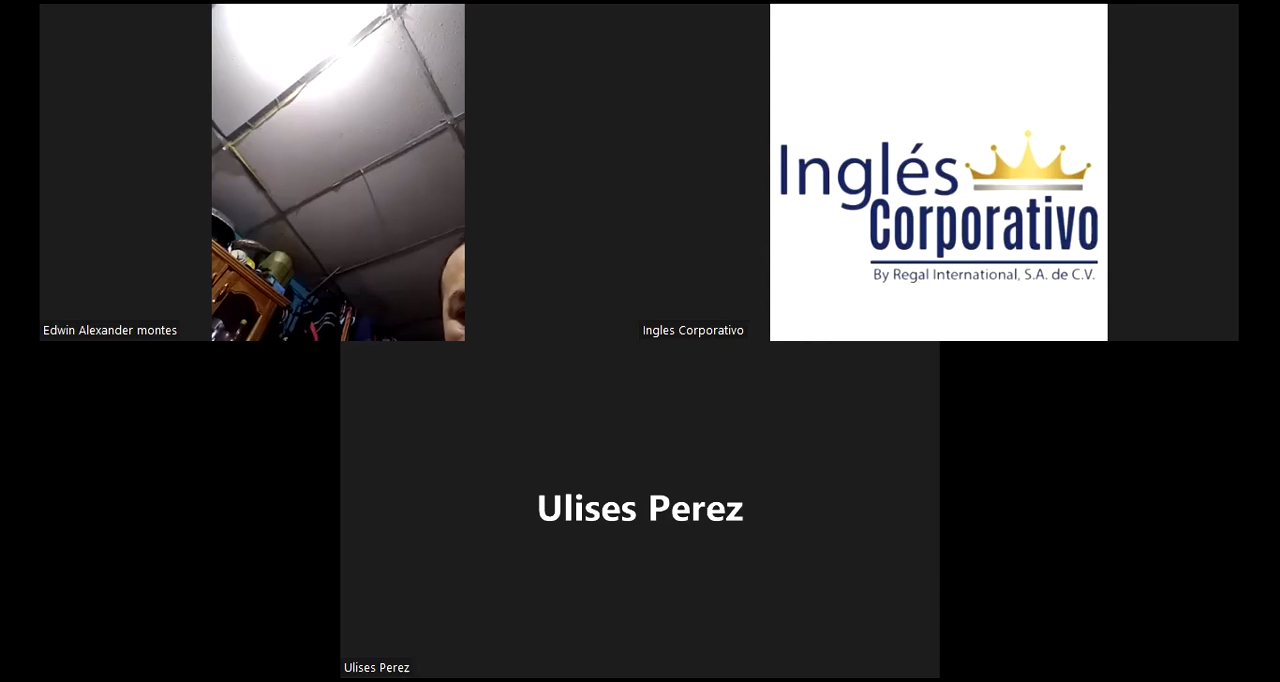 Edwin Alexander montes
Inglés
Corporativo
By Regal International, S.A. de C.V.
Ingles Corporativo
Ulises Perez
Ulises Perez